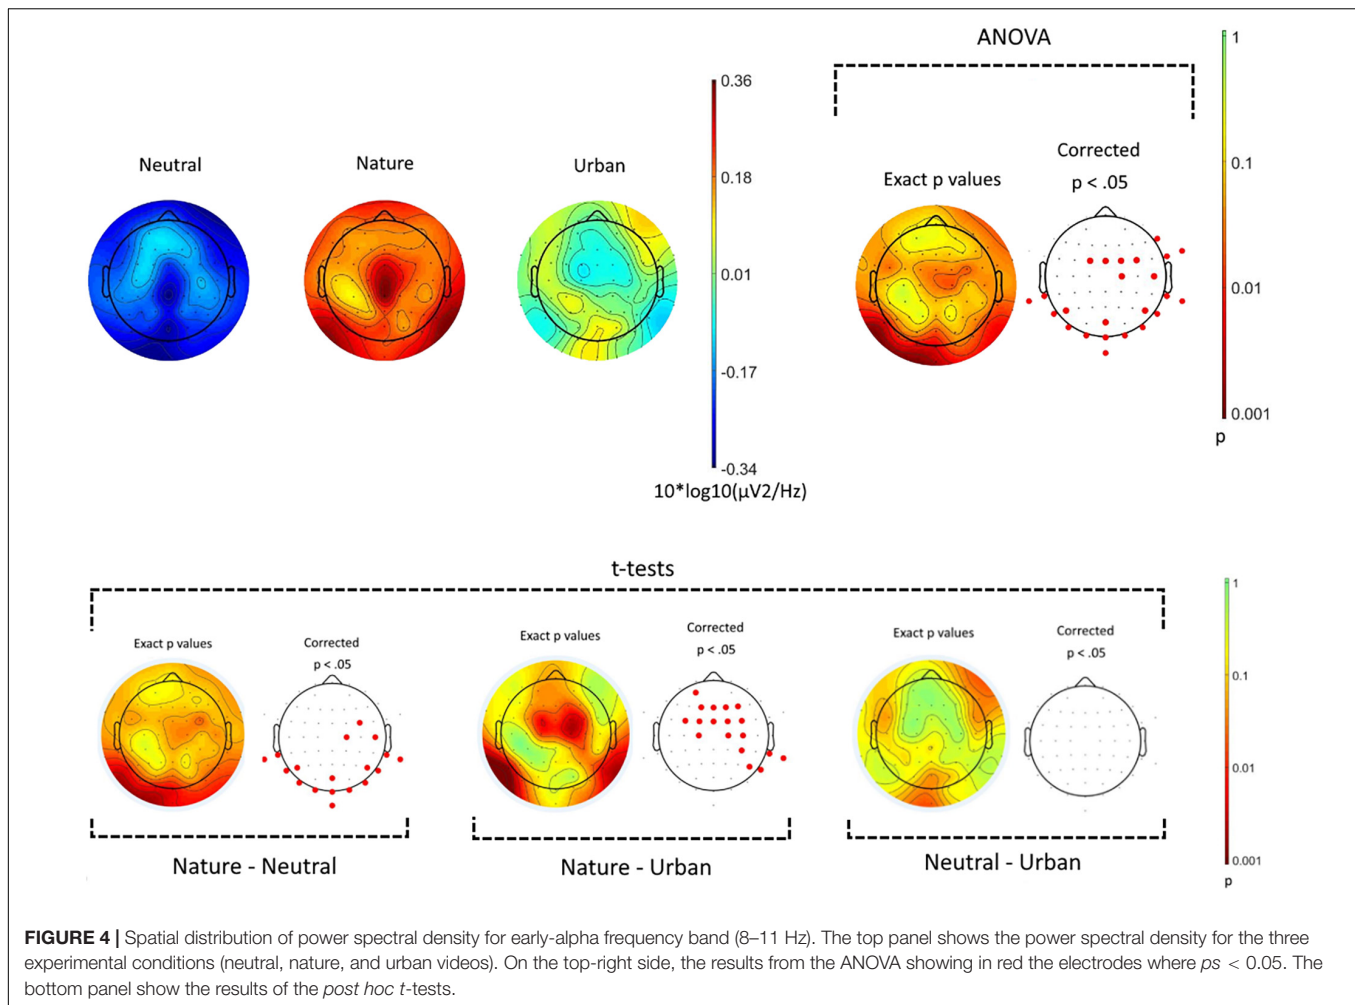 ANOVA
Neutral
Nature
Urban
0.36
0.18
0.01
-0.17
-0.34
10*log10(µV2/Hz)
Exact p values
Corrected
p < .05
1
0.1
0.01
0.001
p
t-tests
Exact p values
Corrected
p < .05
Exact p values
Corrected
p < .05
Exact p values
Corrected
p < .05
1
0.1
0.01
0.001
p
Nature - Neutral
Nature - Urban
Neutral - Urban
FIGURE 4 | Spatial distribution of power spectral density for early-alpha frequency band (8–11 Hz). The top panel shows the power spectral density for the three
experimental conditions (neutral, nature, and urban videos). On the top-right side, the results from the ANOVA showing in red the electrodes where ps < 0.05. The
bottom panel show the results of the post hoc t-tests.